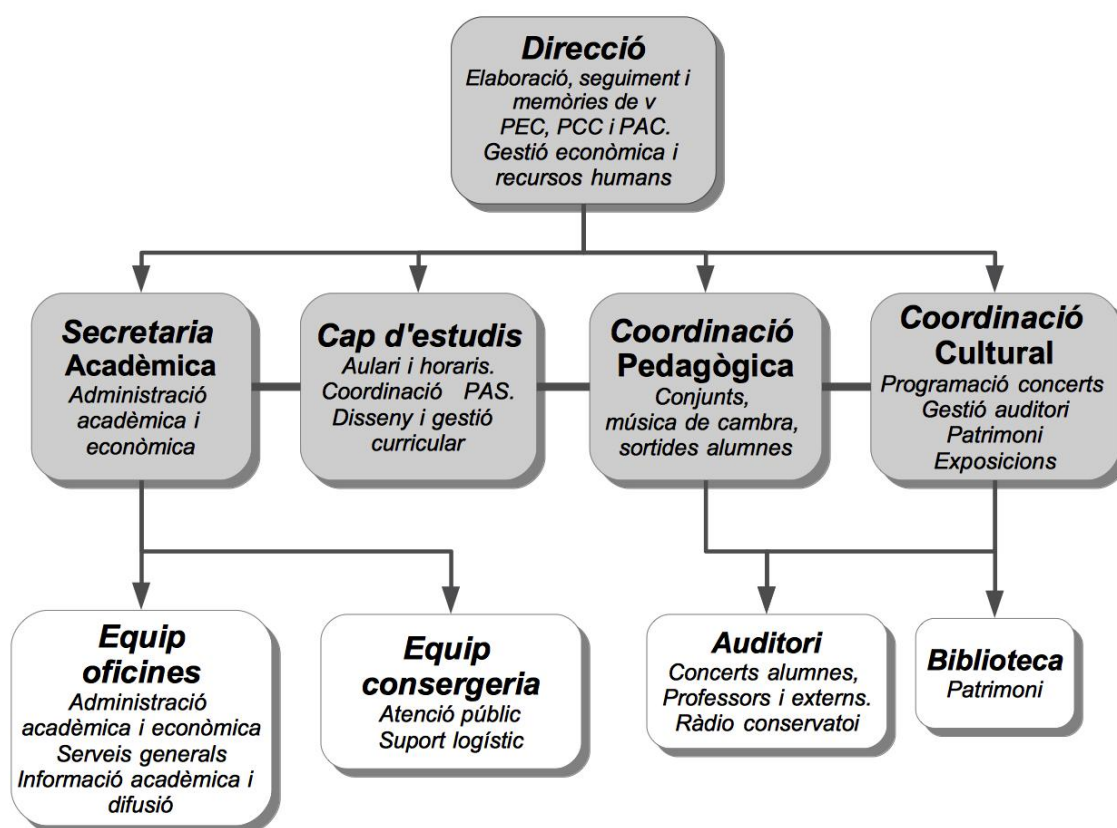 Direcció
Elaboració, seguiment i
memòries de v
PEC, PCC i PAC.
Gestió econòmica i
recursos humans
Secretaria
Acadèmica
Administració
acadèmica i
econòmica
Cap d'estudis
Aulari i horaris.
Coordinació PAS.
Disseny i gestió
curricular
Coordinació
Pedagògica
Conjunts,
música de cambra,
sortides alumnes
Coordinació
Cultural
Programació concerts
Gestió auditori
Patrimoni
Exposicions
Equip
oficines
Administració
acadèmica i econòmica
Serveis generals
Informació acadèmica i
difusió
Equip
consergeria
Atenció públic
Suport logístic
Auditori
Concerts alumnes,
Professors i externs.
Ràdio conservatoi
Biblioteca
Patrimoni